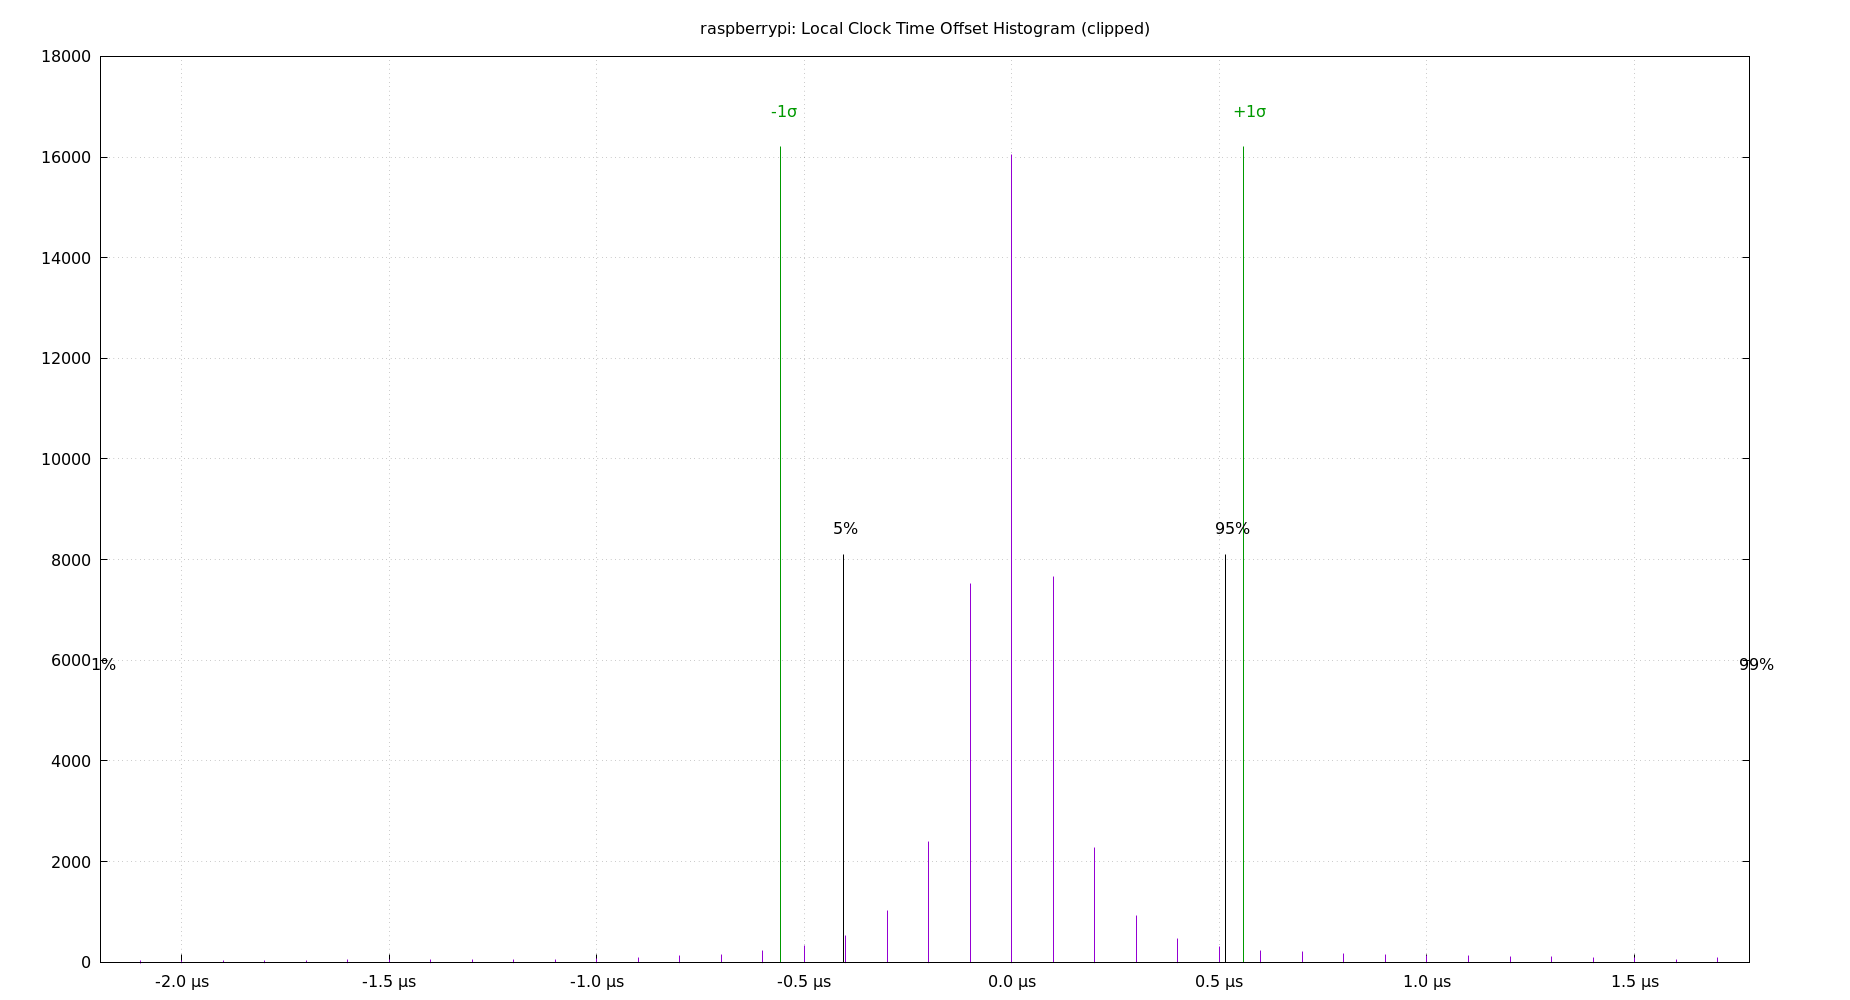 raspberrypi: Local Clock Time Offset Histogram (clipped)
18000
-1σ +1σ
16000
14000
12000
10000
5% 95%
8000
6000 1% 99%
4000
2000
0
-2.0 µs -1.5 µs -1.0 µs -0.5 µs 0.0 µs 0.5 µs 1.0 µs 1.5 µs